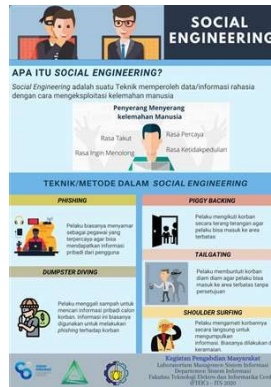 SOCIAL
ENGINEERING
APA ITU SOCIAL ENGINEERING?
Social Engineering adalah suatu Teknik memperoleh data/informasi rahasia
dengan cara mengeksploitasi kelemahan manusia
Penyerang Menyerang
kelemahan Manusia
Rasa Takut
Rasa Percaya
Rasa Ingin Menolong
Rasa Ketidakpedulian
TEKNIK/METODE DALAM SOCIAL ENGINEERING
PHISHING
Pelaku biasanya menyamar
sebagai pegawai yang
terpercaya agar bisa
mendapatkan informasi
pribadi dari pengguna
DUMPSTER DIVING
Pelaku menggali sampah untuk
mencari informasi pribadi calon
korban. Informasi ini biasanya
digunakan untuk melakukan
phishing terhadap korban
PIGGY BACKING
Pelaku mengikuti korban
secara terang terangan agar
pelaku bisa masuk ke area
terbatas
TAILGATING
Pelaku membuntuti korban
diam diam agar pelaku bisa
masuk ke area terbatas tanpa
persetujuan
SHOULDER SURFING
Pelaku mengamati korbannya
secara langsung untuk
mengumpulkan
informasi. Biasanya dilakukan di
keramaian.
Kegiatan Pengabdian Masyarakat
Laboratorium Manajemen Sistem Informasi
Departemen Sistem Informasi
Fakultas Teknologi Elektro dan Informatika Cerdas
(FTEIC) - ITS 2020